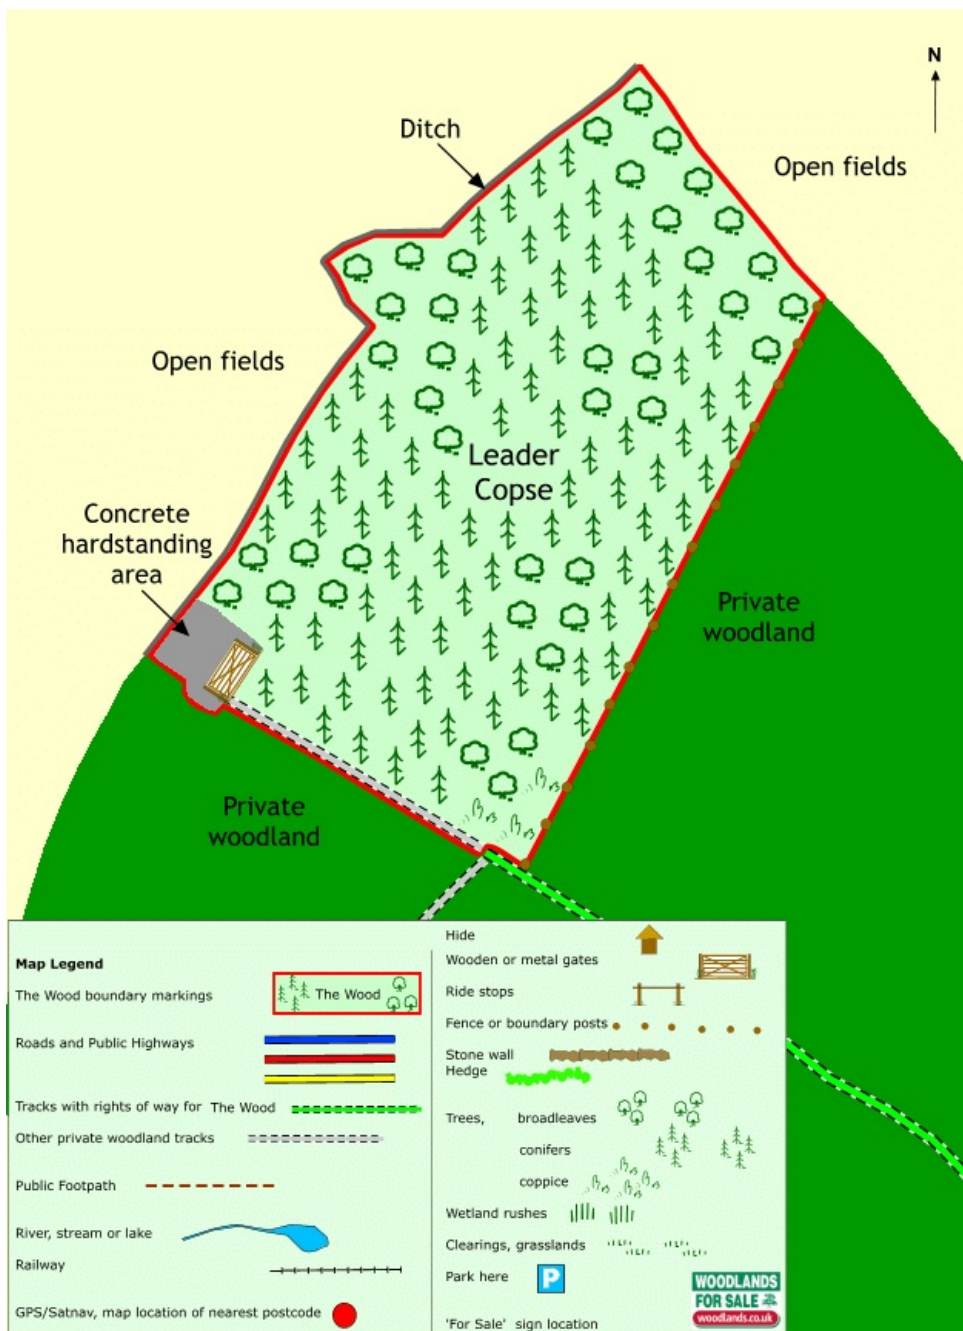 N
Ditch
Open fields
Open fields
Leader
Copse
Concrete
hardstanding
area
Private
woodland
Private
woodland
Map Legend
The Wood boundary markings
The Wood
Roads and Public Highways
Tracks with rights of way for The Wood
Other private woodland tracks
Public Footpath
River, stream or lake
Railway
GPS/Satnav, map location of nearest postcode
Hide
Wooden or metal gates
Ride stops
Fence or boundary posts
Stone wall
Hedge
Trees, broadleaves
conifers
coppice
Wetland rushes
Clearings, grasslands
Park here
P
'For Sale' sign location
WOODLANDS
FOR SALE
woodlands.co.uk